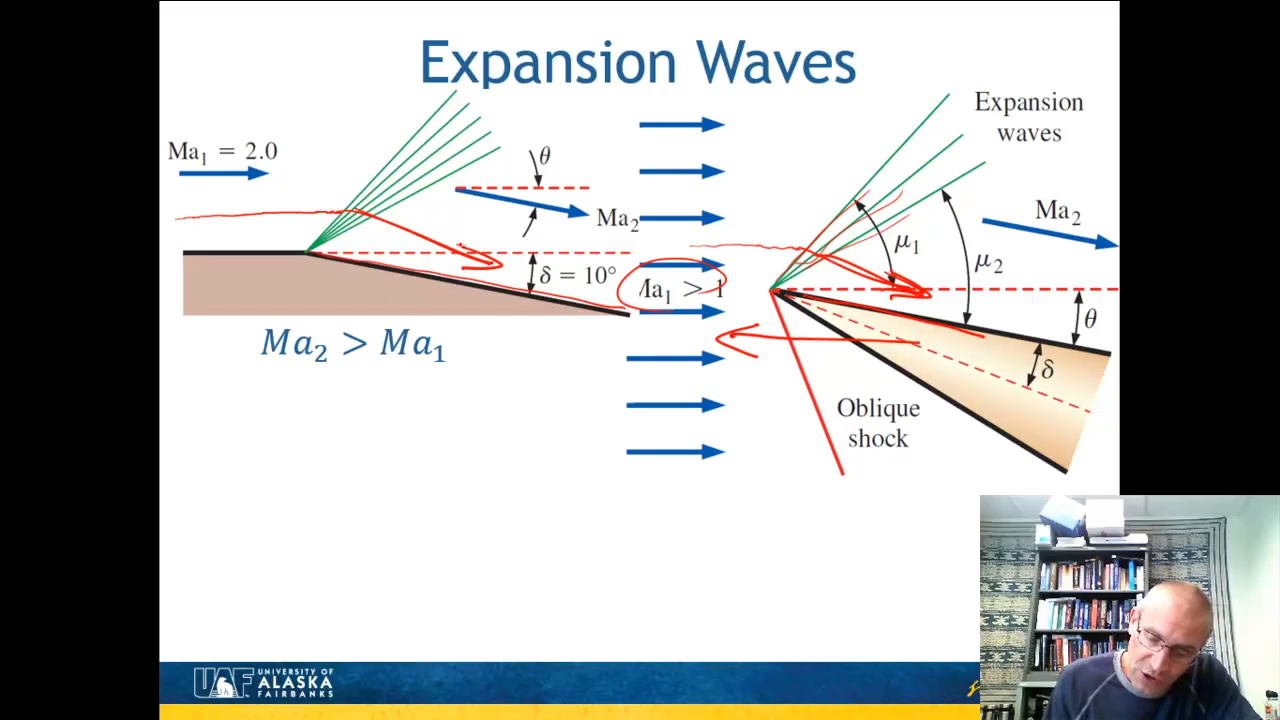 Expansion Waves
Ma₁ = 2.0
θ
Ma₂
δ = 10°
Ma₂ > Ma₁
Ma₁ > 1
Expansion
waves
Ma₂
μ₁
μ₂
θ
δ
Oblique
shock
UAF UNIVERSITY OF
ALASKA
FAIRBANKS